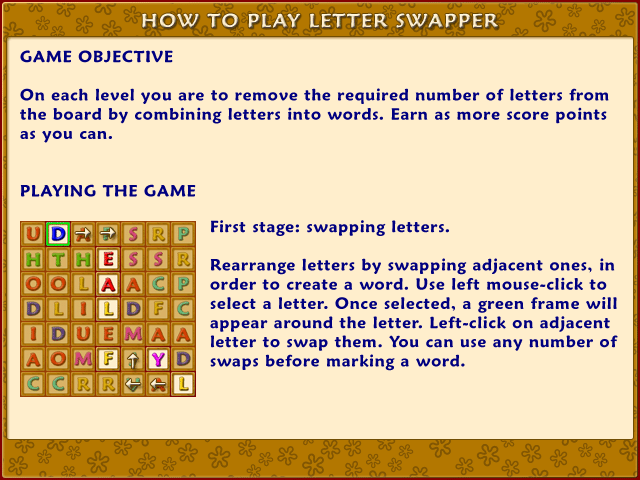 HOW TO PLAY LETTER SWAPPER
GAME OBJECTIVE
On each level you are to remove the required number of letters from
the board by combining letters into words. Earn as more score points
as you can.
PLAYING THE GAME
First stage: swapping letters.
Rearrange letters by swapping adjacent ones, in
order to create a word. Use left mouse-click to
select a letter. Once selected, a green frame will
appear around the letter. Left-click on adjacent
letter to swap them. You can use any number of
swaps before marking a word.
U D S R P
H T H E S S R
O O L A A C P
D L I L D F C
I D U E M A A
A O M F Y D
C C R R L